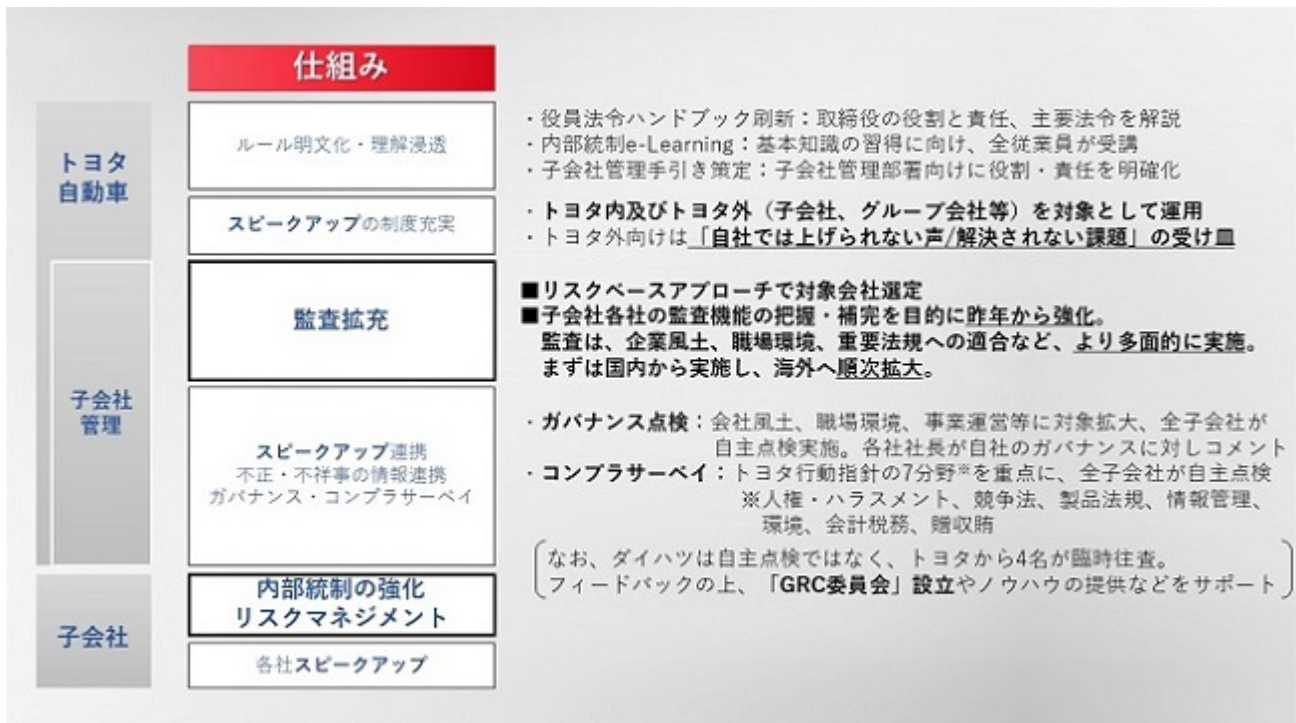 仕組み
トヨタ
自動車
ルール明文化・理解浸透
・役員法令ハンドブック刷新：取締役の役割と責任、主要法令を解説
・内部統制e-Learning：基本知識の習得に向け、全従業員が受講
・子会社管理手引き策定：子会社管理部署向けに役割・責任を明確化
スピークアップの制度充実
・トヨタ内及びトヨタ外（子会社、グループ会社等）を対象として運用
・トヨタ外向けは「自社では上げられない声/解決されない課題」の受け皿
子会社
管理
監査拡充
■リスクベースアプローチで対象会社選定
■子会社各社の監査機能の把握・補完を目的に昨年から強化。
監査は、企業風土、職場環境、重要法規への適合など、より多面的に実施。
まずは国内から実施し、海外へ順次拡大。
スピークアップ連携
不正・不祥事の情報連携
ガバナンス・コンプラサーベイ
・ガバナンス点検：会社風土、職場環境、事業運営等に対象拡大、全子会社が
自主点検実施。各社社長が自社のガバナンスに対しコメント
・コンプラサーベイ：トヨタ行動指針の7分野※を重点に、全子会社が自主点検
※人権・ハラスメント、競争法、製品法規、情報管理、
環境、会計税務、贈収賄
なお、ダイハツは自主点検ではなく、トヨタから4名が臨時往査。
フィードバックの上、「GRC委員会」設立やノウハウの提供などをサポート
子会社
内部統制の強化
リスクマネジメント
各社スピークアップ